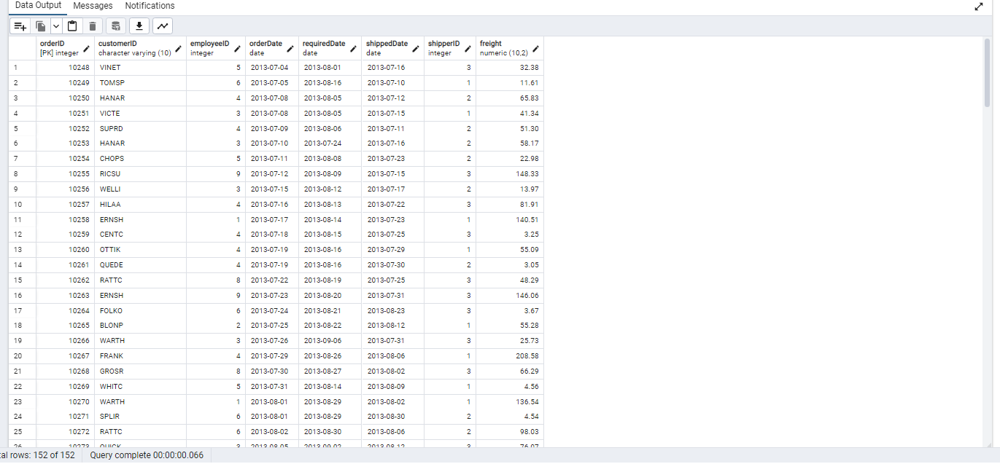 Data Output Messages Notifications
orderID customerID employeeID orderDate requiredDate shippedDate shipperID freight
[PK] integer character varying (10) integer date date date integer numeric (10,2)
1 10248 VINET 5 2013-07-04 2013-08-01 2013-07-16 3 32.38
2 10249 TOMSP 6 2013-07-05 2013-08-16 2013-07-10 1 11.61
3 10250 HANAR 4 2013-07-08 2013-08-05 2013-07-12 2 65.83
4 10251 VICTE 3 2013-07-08 2013-08-05 2013-07-15 1 41.34
5 10252 SUPRD 4 2013-07-09 2013-08-06 2013-07-11 2 51.30
6 10253 HANAR 3 2013-07-10 2013-07-24 2013-07-16 2 58.17
7 10254 CHOPS 5 2013-07-11 2013-08-08 2013-07-23 2 22.98
8 10255 RICSU 9 2013-07-12 2013-08-09 2013-07-15 3 148.33
9 10256 WELLI 3 2013-07-15 2013-08-12 2013-07-17 2 13.97
10 10257 HILAA 4 2013-07-16 2013-08-13 2013-07-22 3 81.91
11 10258 ERNSH 1 2013-07-17 2013-08-14 2013-07-23 1 140.51
12 10259 CENTC 4 2013-07-18 2013-08-15 2013-07-25 3 3.25
13 10260 OTTIK 4 2013-07-19 2013-08-16 2013-07-29 1 55.09
14 10261 QUEDE 4 2013-07-19 2013-08-16 2013-07-30 2 3.05
15 10262 RATTC 8 2013-07-22 2013-08-19 2013-07-25 3 48.29
16 10263 ERNSH 9 2013-07-23 2013-08-20 2013-07-31 3 146.06
17 10264 FOLKO 6 2013-07-24 2013-08-21 2013-08-23 3 3.67
18 10265 BLONP 2 2013-07-25 2013-08-22 2013-08-12 1 55.28
19 10266 WARTH 3 2013-07-26 2013-09-06 2013-07-31 3 25.73
20 10267 FRANK 4 2013-07-29 2013-08-26 2013-08-06 1 208.58
21 10268 GROSR 8 2013-07-30 2013-08-27 2013-08-02 3 66.29
22 10269 WHITC 5 2013-07-31 2013-08-14 2013-08-09 1 4.56
23 10270 WARTH 1 2013-08-01 2013-08-29 2013-08-02 1 136.54
24 10271 SPLIR 6 2013-08-01 2013-08-29 2013-08-30 2 4.54
25 10272 RATTC 6 2013-08-02 2013-08-30 2013-08-06 2 98.03
26 10273 QUICK 3 2013-08-05 2013-09-02 2013-08-12 3 76.07
al rows: 152 of 152 Query complete 00:00:00.066